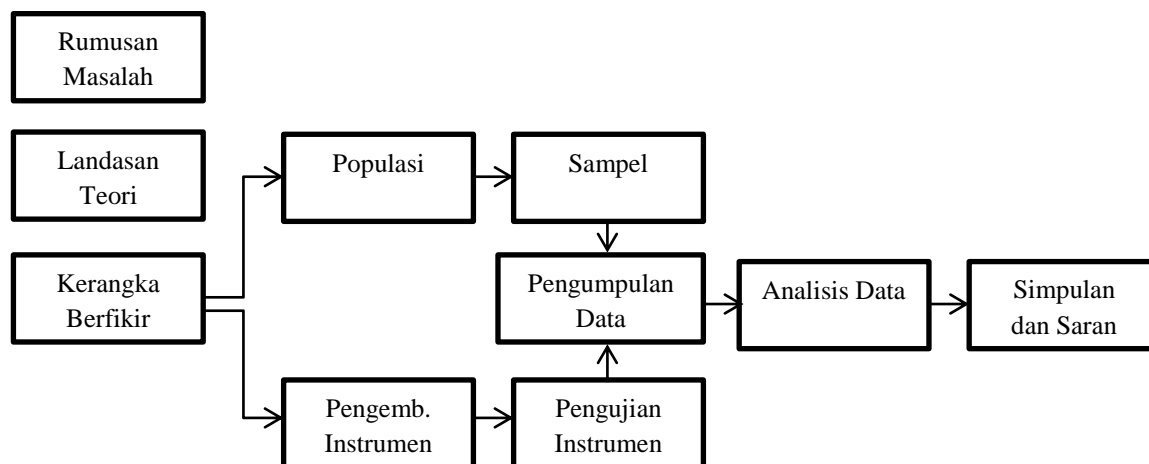 Rumusan
Masalah
Landasan
Teori
Populasi
Sampel
Kerangka
Berfikir
Pengumpulan
Data
Analisis Data
Simpulan
dan Saran
Pengemb.
Instrumen
Pengujian
Instrumen